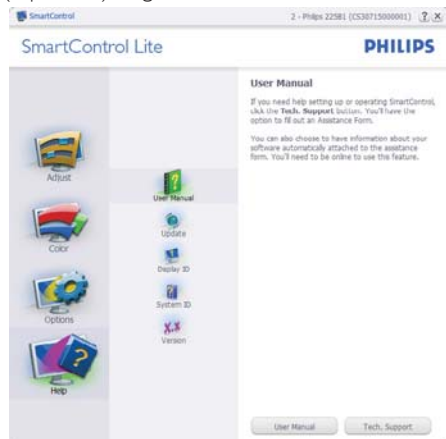 SmartControl
2 - Philips 225B1 (CS30715000001)
?
X
SmartControl Lite
PHILIPS
Adjust
Color
Options
Help
User Manual
Update
Display ID
System ID
Version
User Manual
If you need help setting up or operating SmartControl,
click the Tech. Support button. You'll have the
option to fill out an Assistance Form.
You can also choose to have information about your
software automatically attached to the assistance
form. You'll need to be online to use this feature.
User Manual
Tech. Support